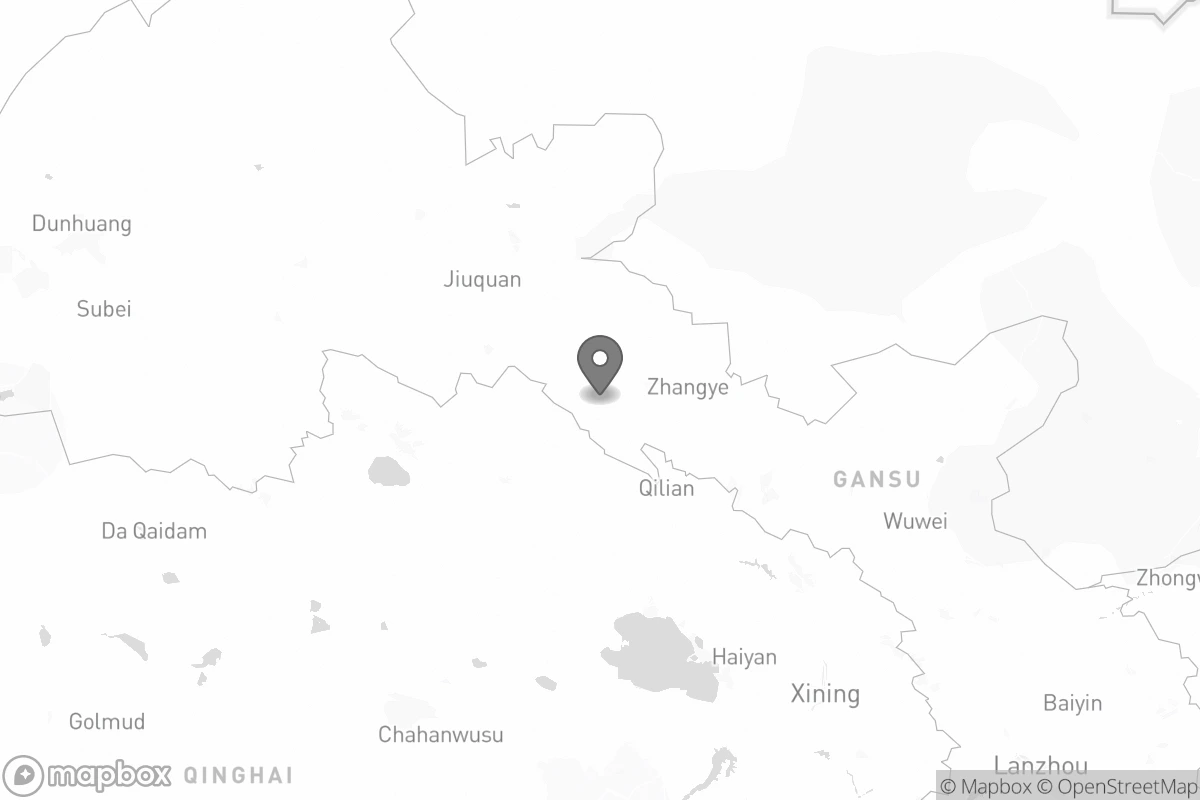 Dunhuang
Jiuquan
Subei
Zhangye
GANSU
Qilian
Wuwei
Da Qaidam
Zhongw
Haiyan
Xining
Baiyin
Golmud
Chahanwusu
Lanzhou
mapbox
QINGHAI
© Mapbox © OpenStreetMap